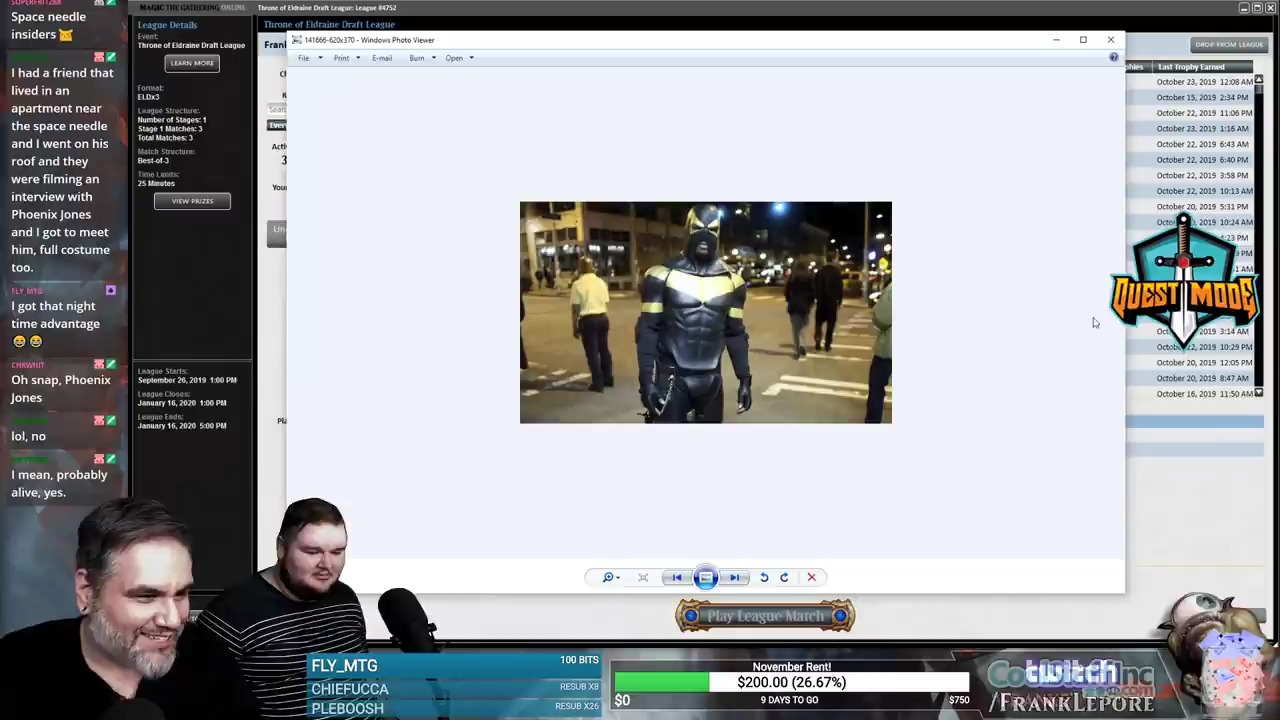 Space needle
insiders
I had a friend that
lived in an
apartment near
the space needle
and I went on his
roof and they
were filming an
interview with
Phoenix Jones
and I got to meet
him, full costume
too.
FLY_MTG
I got that night
time advantage
CHRWHIT
Oh snap, Phoenix
Jones
lol, no
I mean, probably
alive, yes.
MAGIC THE GATHERING ONLINE
Throne of Eldraine Draft League: League #4752
League Details
Event:
Throne of Eldraine Draft League
LEARN MORE
Format:
ELDx3
League Structure:
Number of Stages: 1
Stage 1 Matches: 3
Total Matches: 3
Match Structure:
Best-of-3
Time Limits:
25 Minutes
VIEW PRIZES
League Starts:
September 26, 2019 1:00 PM
League Closes:
January 16, 2020 1:00 PM
League Ends:
January 16, 2020 5:00 PM
Throne of Eldraine Draft League
141666-620x370 - Windows Photo Viewer
File
Print
E-mail
Burn
Open
DROP FROM LEAGUE
Last Trophy Earned
October 23, 2019 12:08 AM
October 15, 2019 2:34 PM
October 22, 2019 11:06 PM
October 23, 2019 1:16 AM
October 22, 2019 6:43 AM
October 22, 2019 6:40 PM
October 22, 2019 3:58 PM
October 22, 2019 10:13 AM
October 20, 2019 5:31 PM
2019 10:24 AM
4:23 PM
QUEST MODE
3:14 AM
2019 10:29 PM
October 20, 2019 12:05 PM
October 20, 2019 8:47 AM
October 16, 2019 11:50 AM
Play League Match
FLY_MTG
100 BITS
CHIEFUCCA
RESUB X8
PLEBOOSH
RESUB X26
November Rent!
$200.00 (26.67%)
$0
9 DAYS TO GO
$750
twitch
/FRANKLEPORE